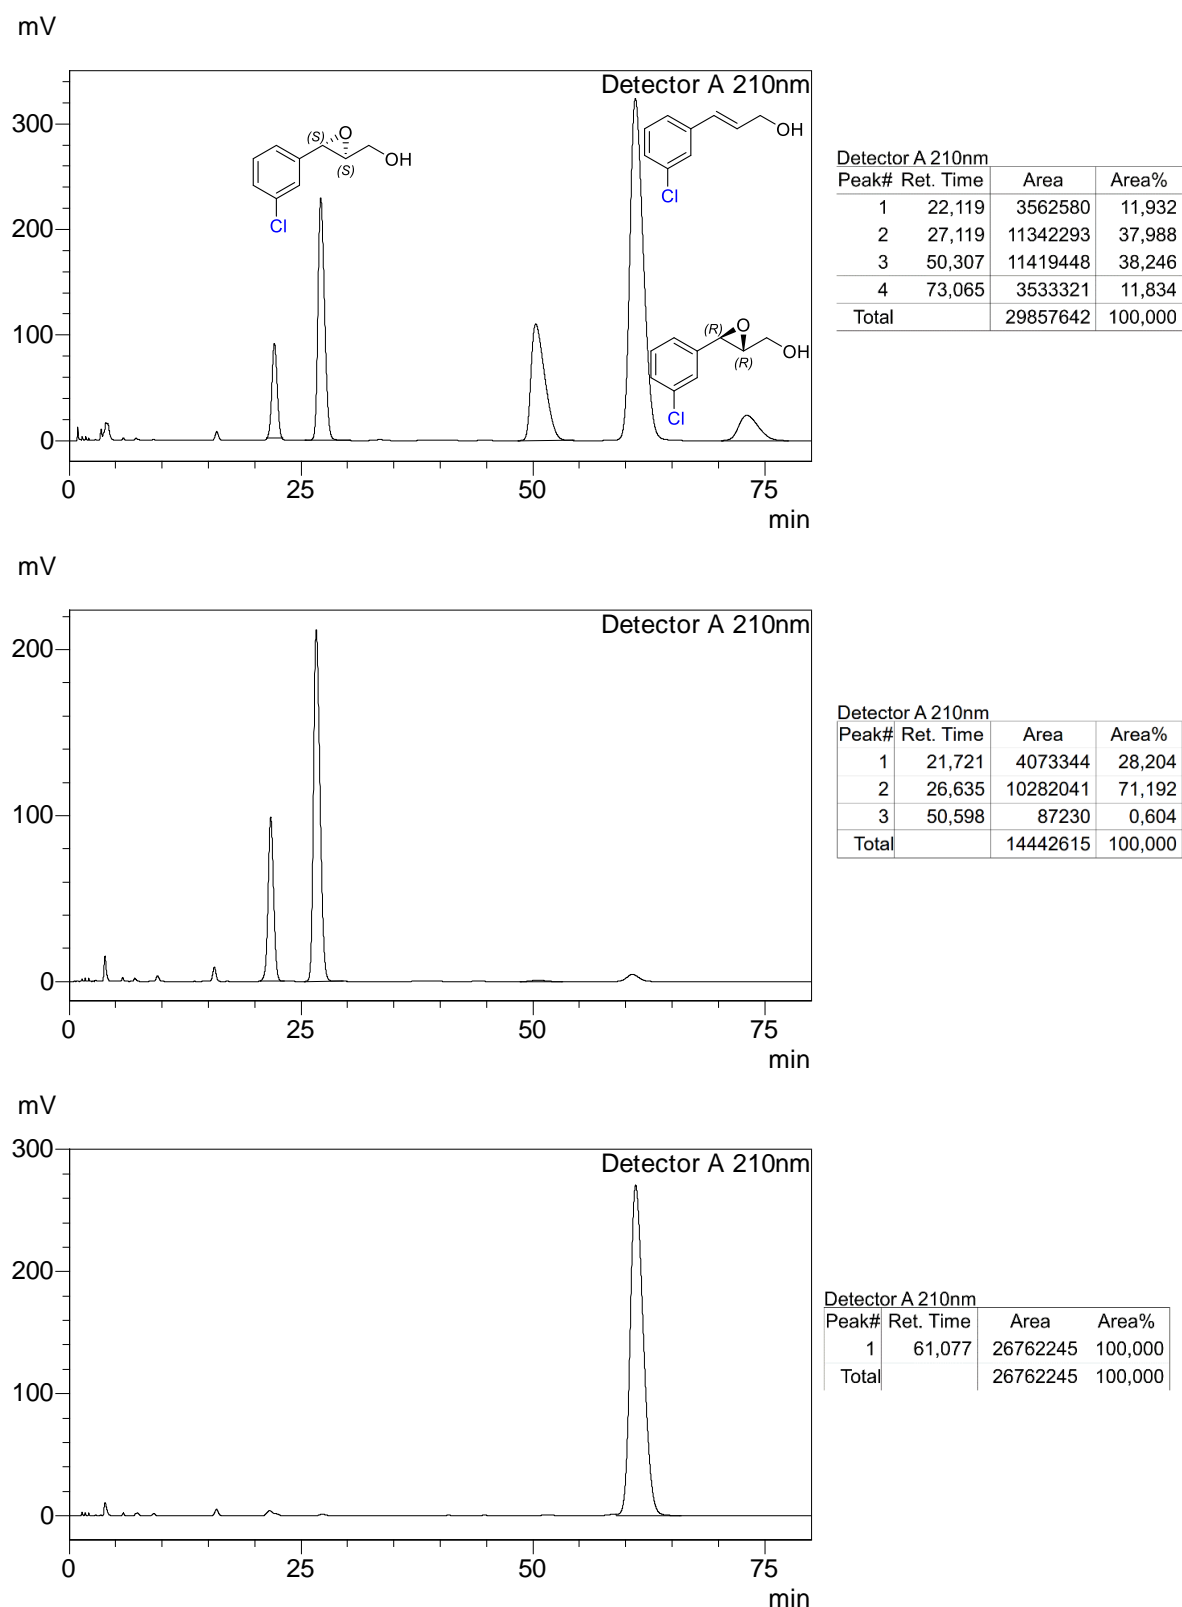 mV
Detector A 210nm
300
200
100
0
(S)
O
(S)
OH
Cl
OH
Cl
(R)
O
(R)
OH
Cl
0 25 50 75
min
Detector A 210nm
Peak# Ret. Time Area Area%
1 22,119 3562580 11,932
2 27,119 11342293 37,988
3 50,307 11419448 38,246
4 73,065 3533321 11,834
Total 29857642 100,000
mV
Detector A 210nm
200
100
0
0 25 50 75
min
Detector A 210nm
Peak# Ret. Time Area Area%
1 21,721 4073344 28,204
2 26,635 10282041 71,192
3 50,598 87230 0,604
Total 14442615 100,000
mV
Detector A 210nm
300
200
100
0
0 25 50 75
min
Detector A 210nm
Peak# Ret. Time Area Area%
1 61,077 26762245 100,000
Total 26762245 100,000